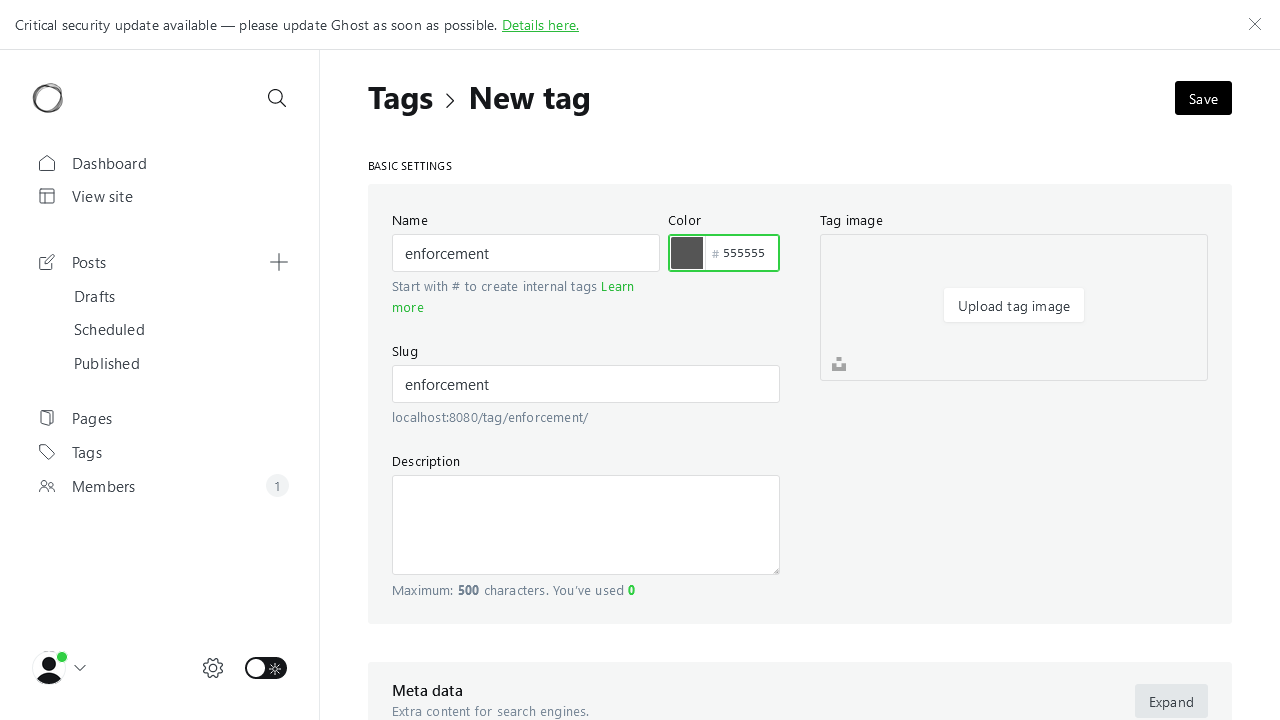 Critical security update available — please update Ghost as soon as possible. Details here.
Dashboard
View site
Posts
Drafts
Scheduled
Published
Pages
Tags
Members
1
Tags
New tag
Save
BASIC SETTINGS
Name
enforcement
Start with # to create internal tags Learn
more
Color
# 555555
Slug
enforcement
localhost:8080/tag/enforcement/
Description
Maximum: 500 characters. You've used 0
Tag image
Upload tag image
Meta data
Extra content for search engines.
Expand